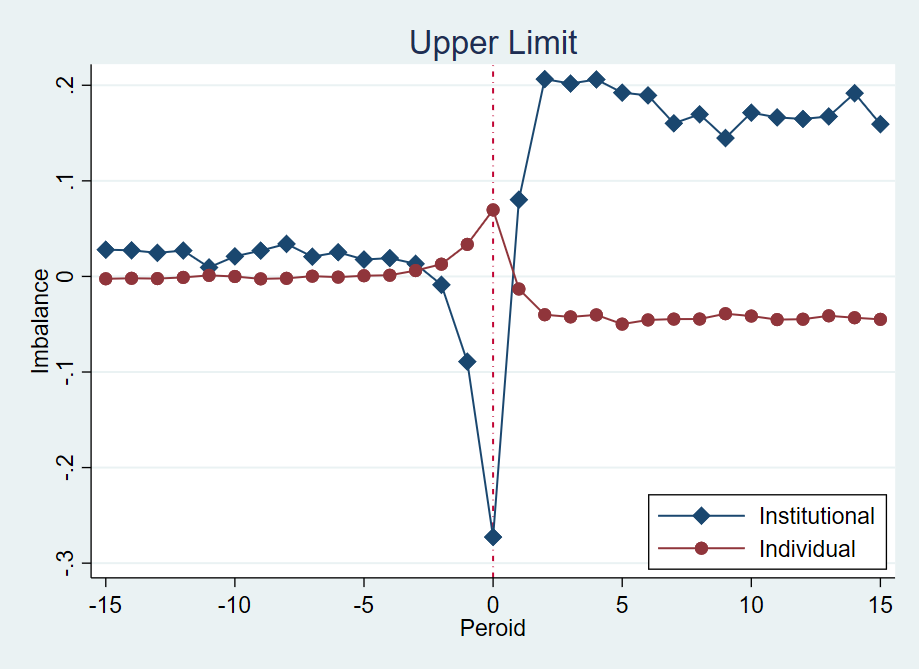 Upper Limit
.2
.1
0
-.1
-.2
-.3
Imbalance
-15 -10 -5 0 5 10 15
Peroid
Institutional
Individual